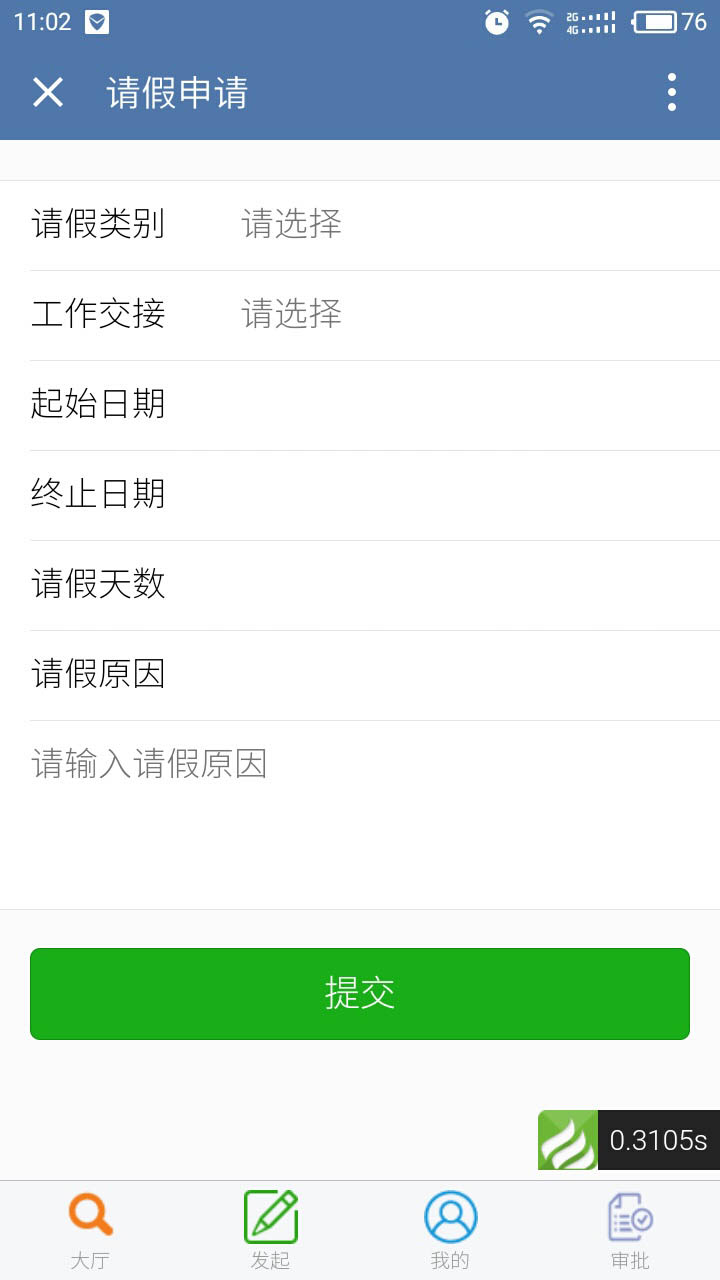 11:02 2G 4G 76
请假申请
请假类别 请选择
工作交接 请选择
起始日期
终止日期
请假天数
请假原因
请输入请假原因
提交
0.3105s
大厅 发起 我的 审批